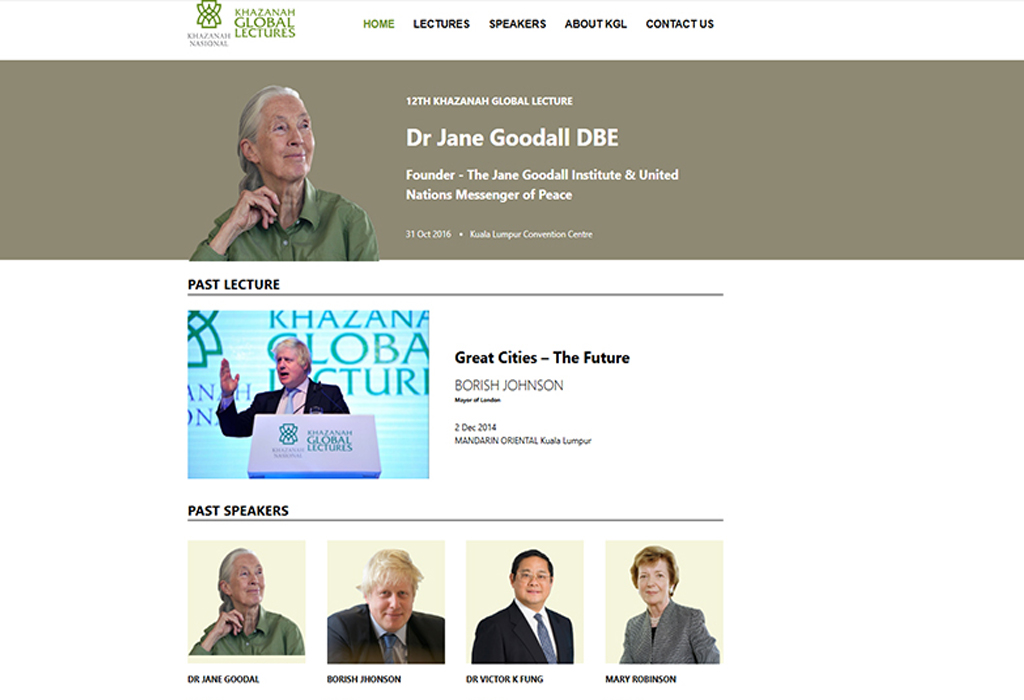 KHAZANAH
NASIONAL
KHAZANAH
GLOBAL
LECTURES
HOME LECTURES SPEAKERS ABOUT KGL CONTACT US
12TH KHAZANAH GLOBAL LECTURE
Dr Jane Goodall DBE
Founder - The Jane Goodall Institute & United
Nations Messenger of Peace
31 Oct 2016 • Kuala Lumpur Convention Centre
PAST LECTURE
KHAZANA
GLOBA
LECTURE
KHAZANAH
NASIONAL
KHAZANAH
GLOBAL
LECTURES
Great Cities – The Future
BORISH JOHNSON
Mayor of London
2 Dec 2014
MANDARIN ORIENTAL Kuala Lumpur
PAST SPEAKERS
DR JANE GOODAL BORISH JHONSON DR VICTOR K FUNG MARY ROBINSON